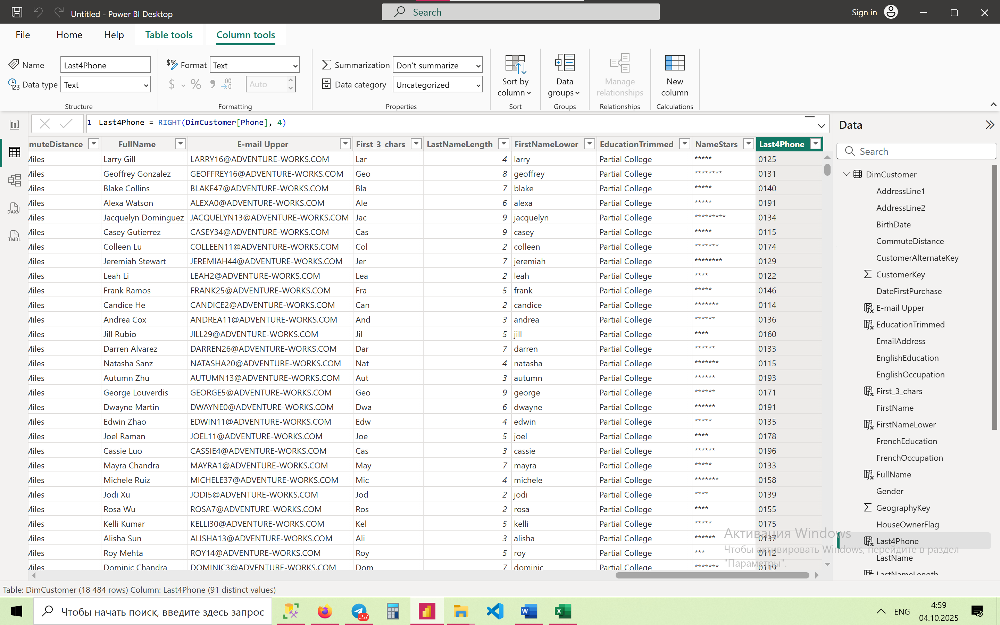 Untitled - Power BI Desktop
Search
Sign in
File Home Help Table tools Column tools
Name Last4Phone
Data type Text
Structure
Format Text
$ % 9 .00 →.0 Auto
Formatting
Summarization Don't summarize
Data category Uncategorized
Properties
Sort by column
Sort
Data groups
Groups
Manage relationships
Relationships
New column
Calculations
1 Last4Phone = RIGHT(DimCustomer[Phone], 4)
muteDistance FullName E-mail Upper First_3_chars LastNameLength FirstNameLower EducationTrimmed NameStars Last4Phone
Miles Larry Gill LARRY16@ADVENTURE-WORKS.COM Lar 4 larry Partial College ***** 0125
Miles Geoffrey Gonzalez GEOFFREY16@ADVENTURE-WORKS.COM Geo 8 geoffrey Partial College ******** 0131
Miles Blake Collins BLAKE47@ADVENTURE-WORKS.COM Bla 7 blake Partial College ***** 0140
Miles Alexa Watson ALEXA0@ADVENTURE-WORKS.COM Ale 6 alexa Partial College ***** 0191
Miles Jacquelyn Dominguez JACQUELYN13@ADVENTURE-WORKS.COM Jac 9 jacquelyn Partial College ********* 0134
Miles Casey Gutierrez CASEY34@ADVENTURE-WORKS.COM Cas 9 casey Partial College ***** 0115
Miles Colleen Lu COLLEEN11@ADVENTURE-WORKS.COM Col 2 colleen Partial College ******* 0174
Miles Jeremiah Stewart JEREMIAH44@ADVENTURE-WORKS.COM Jer 7 jeremiah Partial College ******** 0129
Miles Leah Li LEAH2@ADVENTURE-WORKS.COM Lea 2 leah Partial College **** 0122
Miles Frank Ramos FRANK25@ADVENTURE-WORKS.COM Fra 5 frank Partial College ***** 0146
Miles Candice He CANDICE2@ADVENTURE-WORKS.COM Can 2 candice Partial College ******* 0114
Miles Andrea Cox ANDREA11@ADVENTURE-WORKS.COM And 3 andrea Partial College ****** 0136
Miles Jill Rubio JILL29@ADVENTURE-WORKS.COM Jil 5 jill Partial College **** 0160
Miles Darren Alvarez DARREN26@ADVENTURE-WORKS.COM Dar 7 darren Partial College ****** 0133
Miles Natasha Sanz NATASHA20@ADVENTURE-WORKS.COM Nat 4 natasha Partial College ******* 0115
Miles Autumn Zhu AUTUMN13@ADVENTURE-WORKS.COM Aut 3 autumn Partial College ****** 0193
Miles George Louverdis GEORGE5@ADVENTURE-WORKS.COM Geo 9 george Partial College ****** 0171
Miles Dwayne Martin DWAYNE0@ADVENTURE-WORKS.COM Dwa 6 dwayne Partial College ****** 0191
Miles Edwin Zhao EDWIN11@ADVENTURE-WORKS.COM Edw 4 edwin Partial College ***** 0135
Miles Joel Raman JOEL11@ADVENTURE-WORKS.COM Joe 5 joel Partial College **** 0178
Miles Cassie Luo CASSIE4@ADVENTURE-WORKS.COM Cas 3 cassie Partial College ****** 0196
Miles Mayra Chandra MAYRA1@ADVENTURE-WORKS.COM May 7 mayra Partial College ***** 0133
Miles Michele Ruiz MICHELE37@ADVENTURE-WORKS.COM Mic 4 michele Partial College ******* 0158
Miles Jodi Xu JODI5@ADVENTURE-WORKS.COM Jod 2 jodi Partial College **** 0139
Miles Rosa Wu ROSA7@ADVENTURE-WORKS.COM Ros 2 rosa Partial College **** 0155
Miles Kelli Kumar KELLI30@ADVENTURE-WORKS.COM Kel 5 kelli Partial College ***** 0175
Miles Alisha Sun ALISHA13@ADVENTURE-WORKS.COM Ali 3 alisha Partial College ****** 0137
Miles Roy Mehta ROY14@ADVENTURE-WORKS.COM Roy 5 roy Partial College *** 0112
Miles Dominic Chandra DOMINIC3@ADVENTURE-WORKS.COM Dom 7 dominic Partial College ******* 0119
DAX
TMDL
Data
Search
DimCustomer
AddressLine1
AddressLine2
BirthDate
CommuteDistance
CustomerAlternateKey
CustomerKey
DateFirstPurchase
E-mail Upper
EducationTrimmed
EmailAddress
EnglishEducation
EnglishOccupation
First_3_chars
FirstName
FirstNameLower
FrenchEducation
FrenchOccupation
FullName
Gender
GeographyKey
HouseOwnerFlag
Last4Phone
LastName
LastNameLength
Активация Windows
Чтобы активировать Windows, перейдите в раздел
"Параметры".
Table: DimCustomer (18 484 rows) Column: Last4Phone (91 distinct values)
Чтобы начать поиск, введите здесь запрос
..57
ENG
4:59
04.10.2025